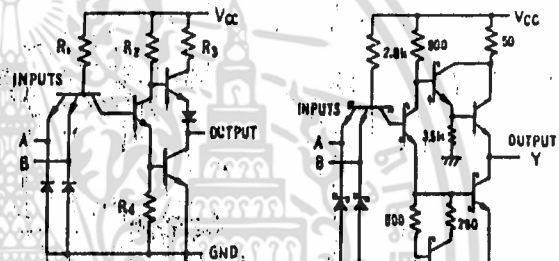 VCC
R1
R2
R3
INPUTS
A
B
OUTPUT
R4
GND
VCC
2.8k
900
50
INPUTS
A
B
3.5k
OUTPUT
Y
500
250